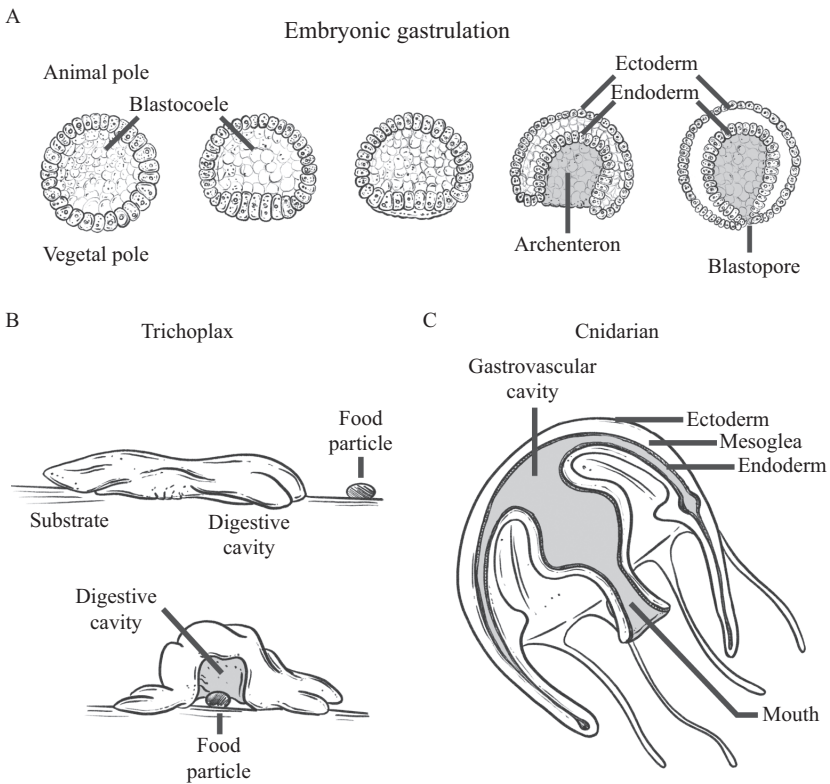 A
Embryonic gastrulation
Animal pole
Blastocoele
Vegetal pole
Ectoderm
Endoderm
Archenteron
Blastopore
B
Trichoplax
Food
particle
Substrate
Digestive
cavity
Digestive
cavity
Food
particle
C
Cnidarian
Gastrovascular
cavity
Ectoderm
Mesoglea
Endoderm
Mouth